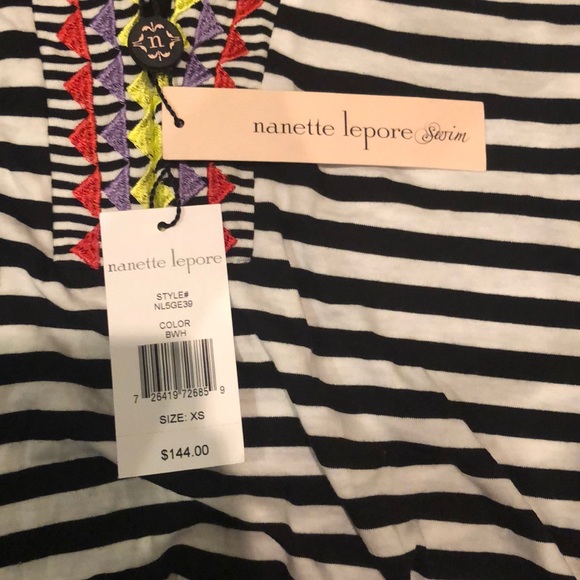 n
nanette lepore Swim
nanette lepore
STYLE#
NL5GE39
COLOR
BWH
7 26419 72685 9
SIZE: XS
$144.00